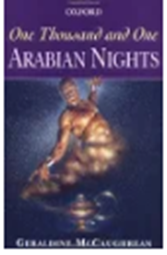 OXFORD
One Thousand and One
ARABIAN NIGHTS
GERALDINE MCCAUGHREAN